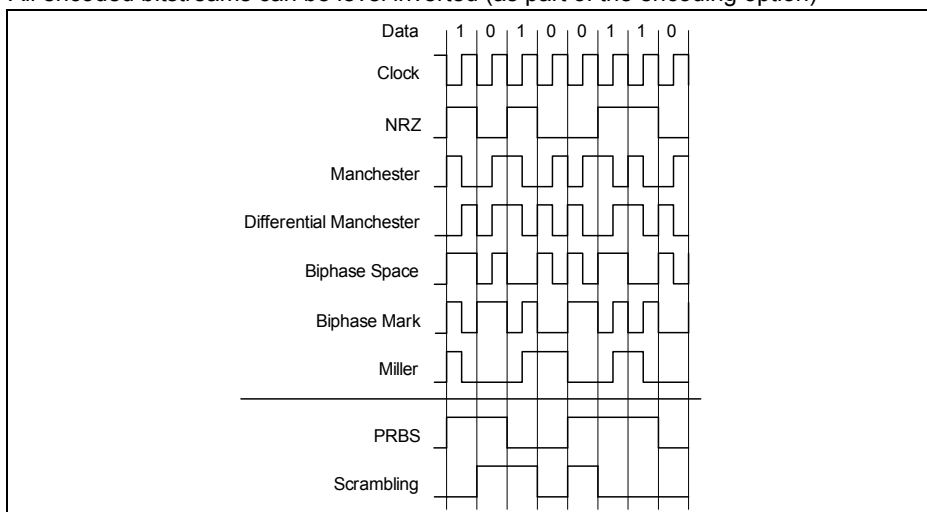 All encoded bitstreams can be level inverted (as part of the encoding option)
Data 1 0 1 0 0 1 1 0
Clock
NRZ
Manchester
Differential Manchester
Biphase Space
Biphase Mark
Miller
PRBS
Scrambling